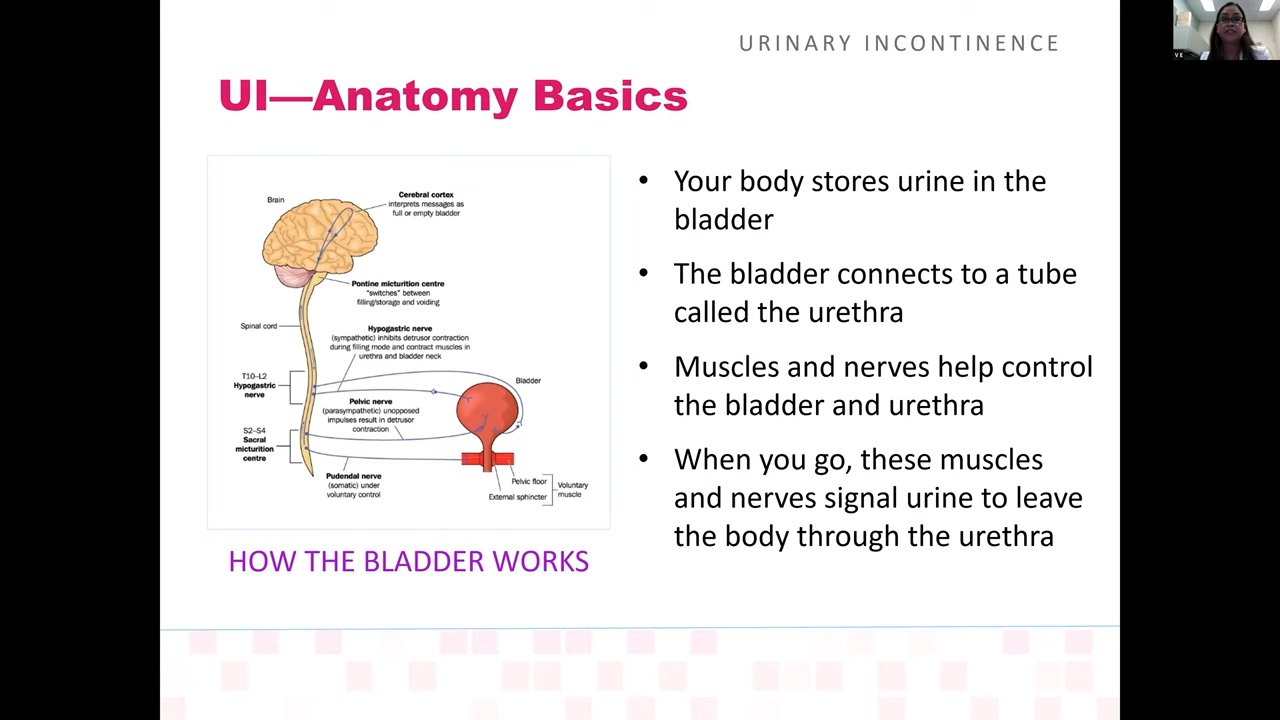 URINARY INCONTINENCE
UI—Anatomy Basics
Brain
Cerebral cortex
interprets messages as
full or empty bladder
Pontine micturition centre
"switches" between
filling/storage and voiding
Spinal cord
Hypogastric nerve
(sympathetic) inhibits detrusor contraction
during filling mode and contract muscles in
urethra and bladder neck
T10–L2
Hypogastric
nerve
Bladder
Pelvic nerve
(parasympathetic) unopposed
impulses result in detrusor
contraction
S2–S4
Sacral
micturition
centre
Pudendal nerve
(somatic) under
voluntary control
Pelvic floor
External sphincter
Voluntary
muscle
HOW THE BLADDER WORKS
• Your body stores urine in the
bladder
• The bladder connects to a tube
called the urethra
• Muscles and nerves help control
the bladder and urethra
• When you go, these muscles
and nerves signal urine to leave
the body through the urethra